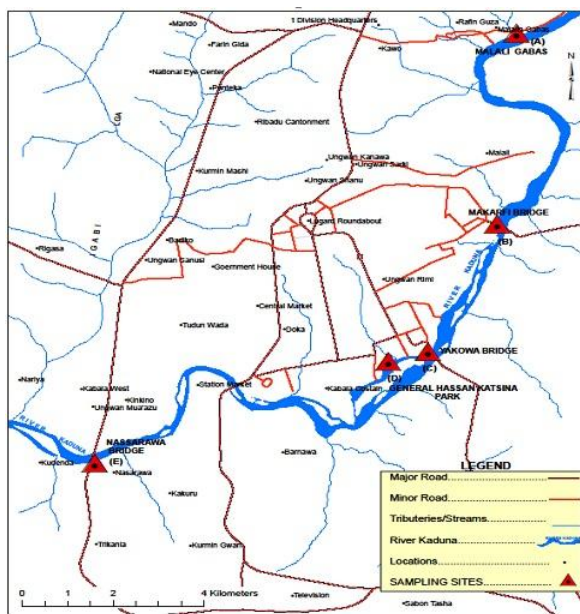 Mando
1 Division Headquarters
Rafin Guza
Malali Gabas
(A)
MALALI GABAS
Farin Gida
Kawo
N
National Eye Center
Panteka
Ribadu Cantonment
Malali
Ungwan Kanawa
Ungwan Sarki
Kurmin Mashi
Ungwan Shanu
Lugard Roundabout
MAKARFI BRIDGE
(B)
IGABI
LGA
Rigasa
Badiko
Ungwan Sanusi
Goernment House
Ungwan Rimi
RIVER KADUNA
Central Market
Doka
Tudun Wada
YAKOWA BRIDGE
(C)
(D)
GENERAL HASSAN KATSINA
PARK
Nariya
Kabala West
Station Market
Kabala Costain
Kinkino
Ungwan Muarazu
RIVER KADUNA
NASSARAWA
BRIDGE
(E)
Kudenda
Nasarawa
Barnawa
Kakuru
Trikania
Kurmin Gwari
Television
Sabon Tasha
0 2 4 Kilometers
LEGEND
Major Road
Minor Road
Tributeries/Streams
River Kaduna
Locations
SAMPLING SITES